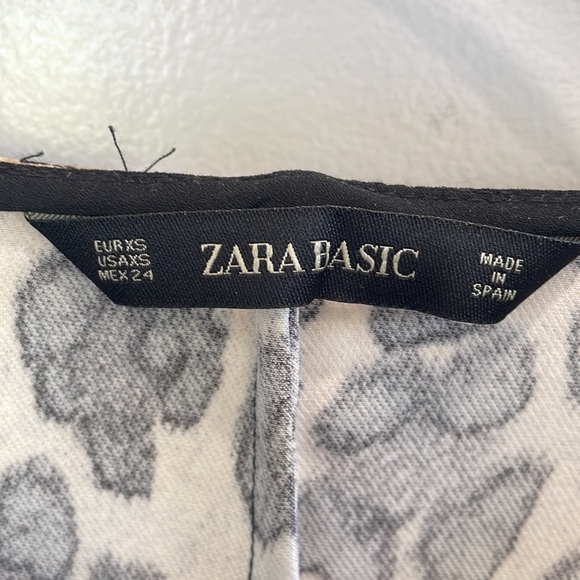 EUR XS
USA XS
MEX 24
ZARA BASIC
MADE
IN
SPAIN